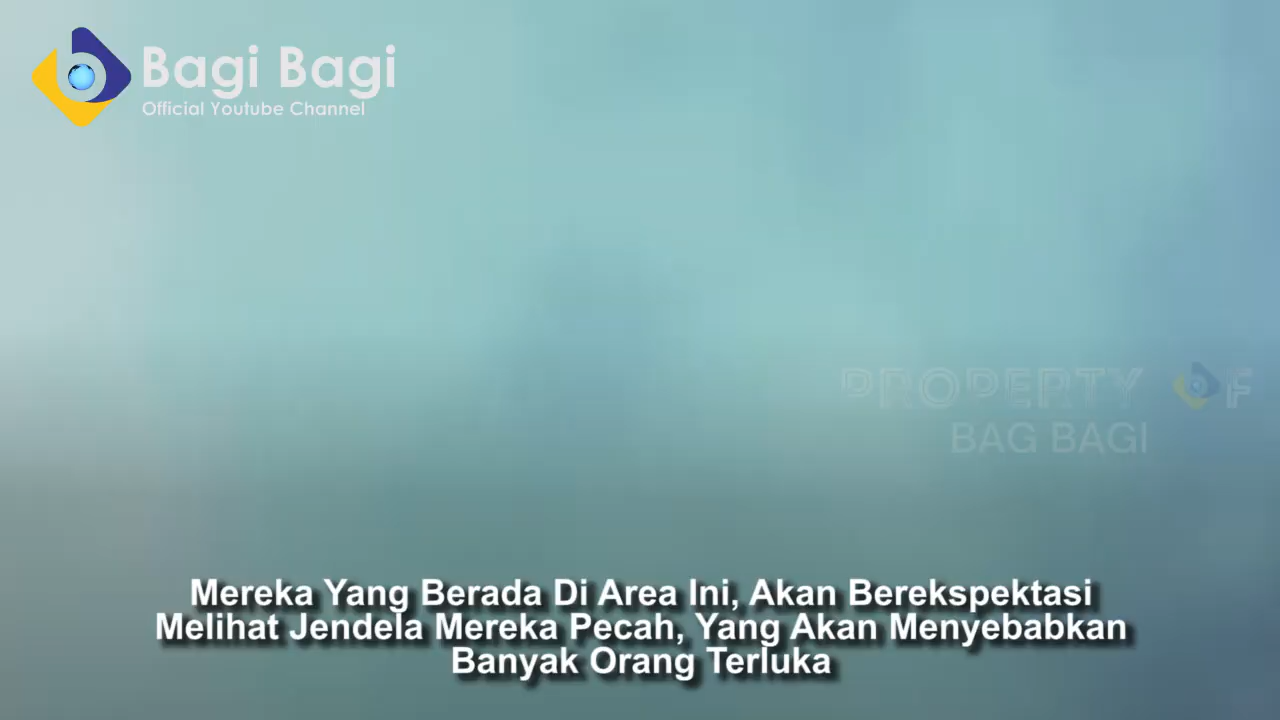 Bagi Bagi
Official Youtube Channel
PROPERTY OF
BAG BAGI
Mereka Yang Berada Di Area Ini, Akan Berekspektasi
Melihat Jendela Mereka Pecah, Yang Akan Menyebabkan
Banyak Orang Terluka